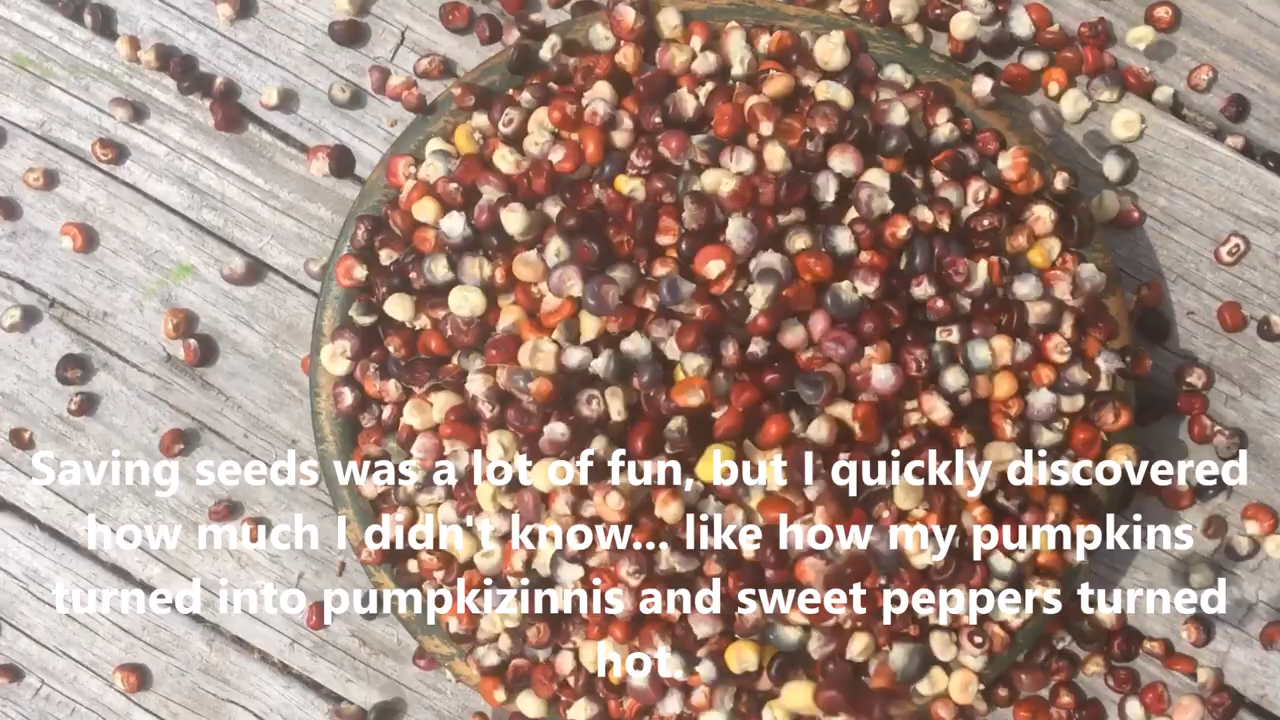 Saving seeds was a lot of fun, but I quickly discovered
how much I didn't know... like how my pumpkins
turned into pumpkizinnis and sweet peppers turned
hot.